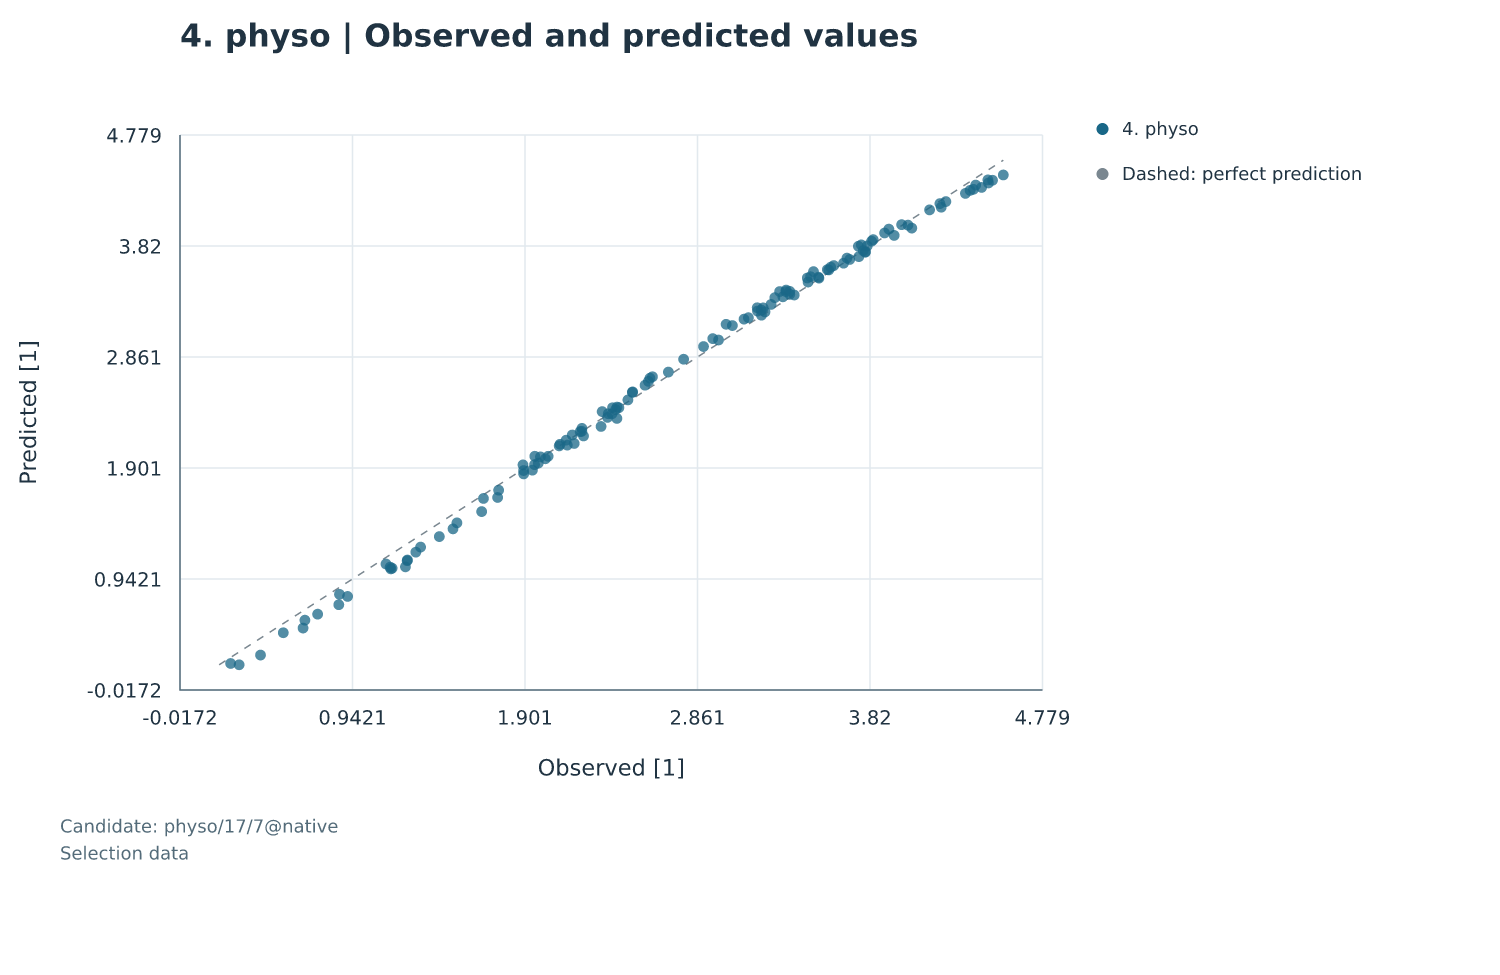 4. physo | Observed and predicted values
4. physo
Dashed: perfect prediction
4.779
3.82
2.861
1.901
0.9421
-0.0172
Predicted [1]
-0.0172 0.9421 1.901 2.861 3.82 4.779
Observed [1]
Candidate: physo/17/7@native
Selection data